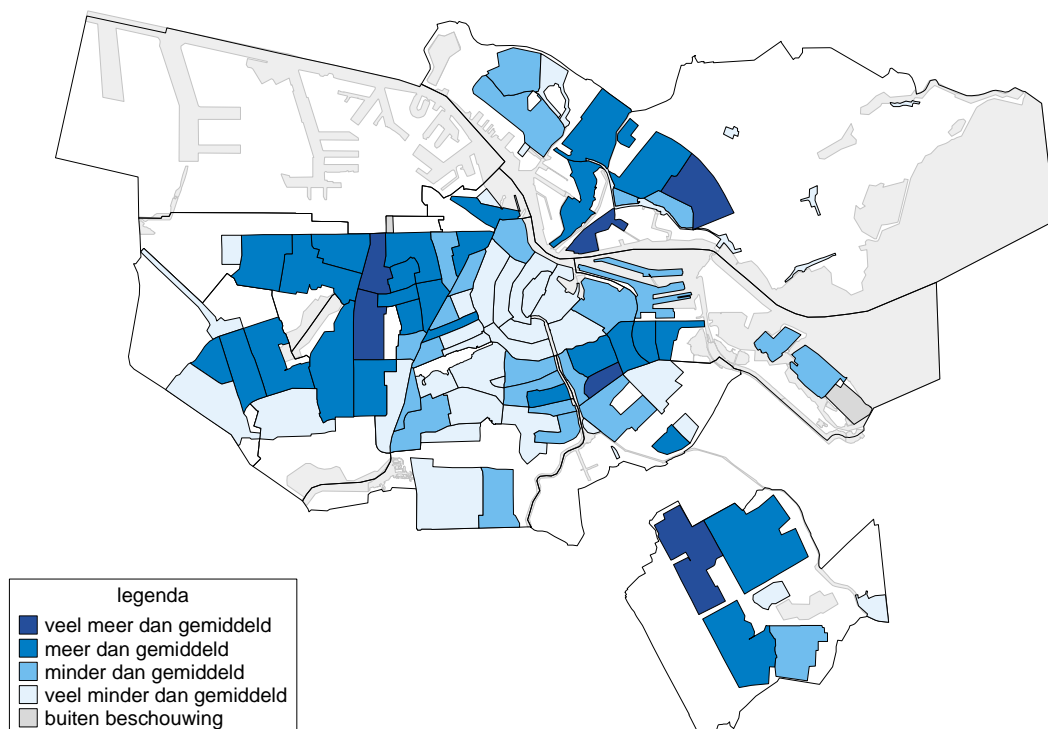 legenda
veel meer dan gemiddeld
meer dan gemiddeld
minder dan gemiddeld
veel minder dan gemiddeld
buiten beschouwing